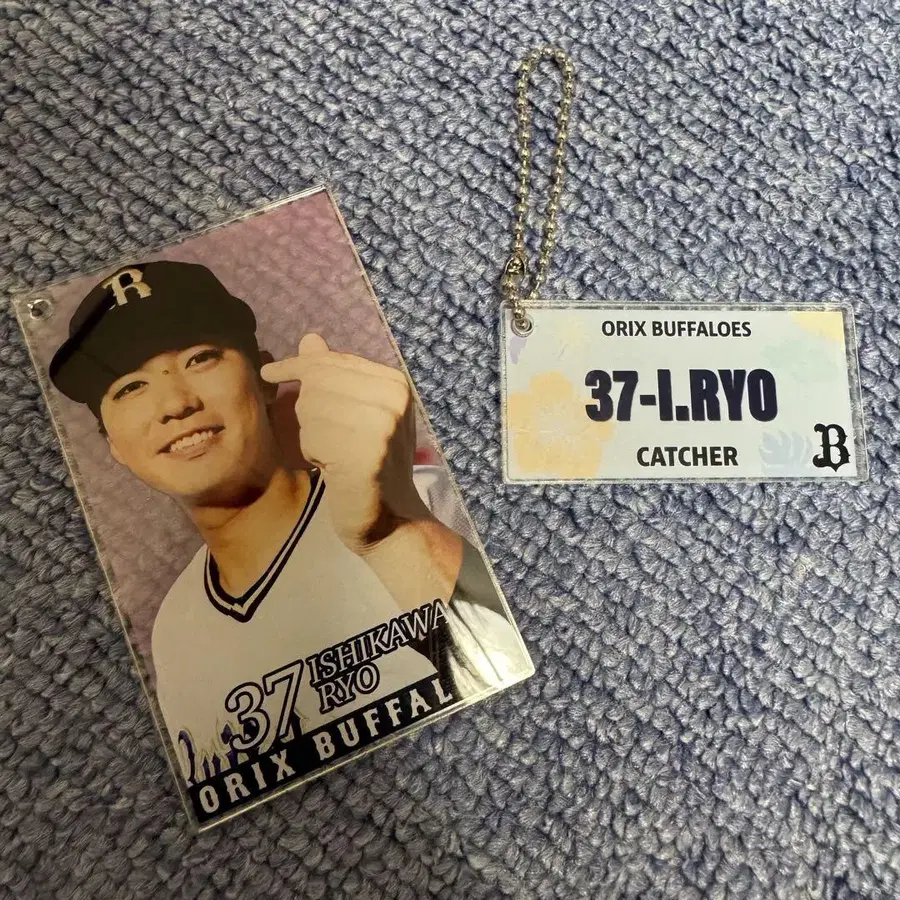 B
37 ISHIKAWA
RYO
ORIX BUFFAL
ORIX BUFFALOES
37-I.RYO
CATCHER
B